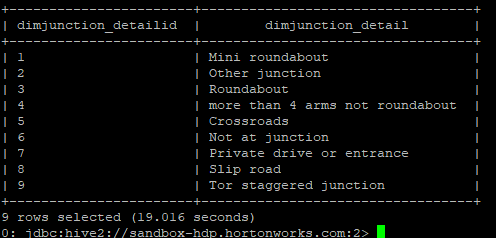 +---------------------+--------------------------------+
| dimjunction_detailid | dimjunction_detail |
+---------------------+--------------------------------+
| 1 | Mini roundabout |
| 2 | Other junction |
| 3 | Roundabout |
| 4 | more than 4 arms not roundabout |
| 5 | Crossroads |
| 6 | Not at junction |
| 7 | Private drive or entrance |
| 8 | Slip road |
| 9 | Tor staggered junction |
+---------------------+--------------------------------+
9 rows selected (19.016 seconds)
0: jdbc:hive2://sandbox-hdp.hortonworks.com:2>